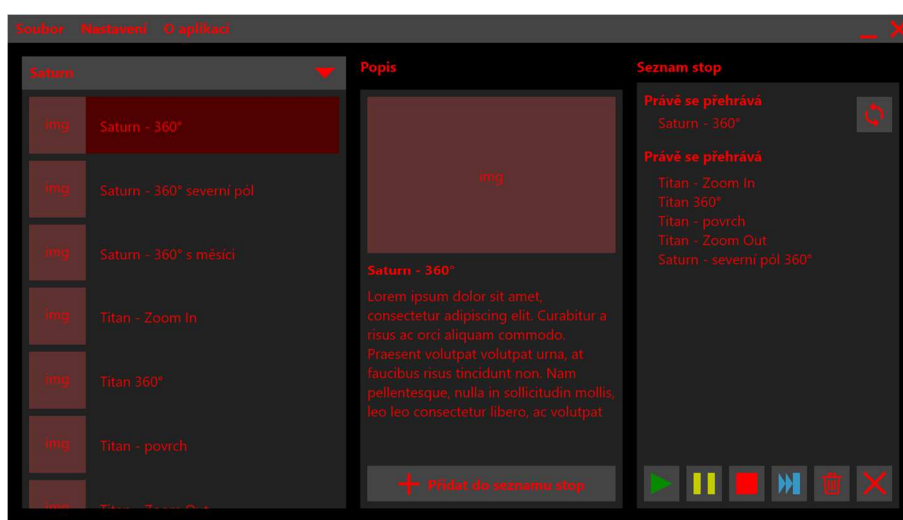 Soubor Nastavení O aplikaci
Saturn
img
Saturn - 360°
img
Saturn - 360° severní pól
img
Saturn - 360° s měsíci
img
Titan - Zoom In
img
Titan 360°
img
Titan - povrch
img
Titan - Zoom Out
Popis
img
Saturn - 360°
Lorem ipsum dolor sit amet,
consectetur adipiscing elit. Curabitur a
risus ac orci aliquam commodo.
Praesent volutpat volutpat urna, at
faucibus risus tincidunt non. Nam
pellentesque, nulla in sollicitudin mollis,
leo leo consectetur libero, ac volutpat
Přidat do seznamu stop
Seznam stop
Právě se přehrává
Saturn - 360°
Právě se přehrává
Titan - Zoom In
Titan 360°
Titan - povrch
Titan - Zoom Out
Saturn - severní pól 360°